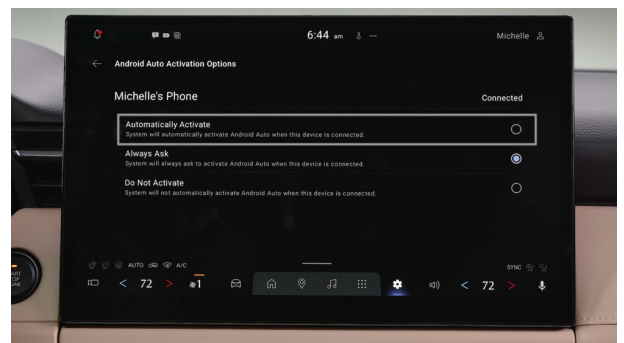 6:44 am
Michelle
Android Auto Activation Options
Michelle's Phone
Connected
Automatically Activate
System will automatically activate Android Auto when this device is connected.
Always Ask
System will always ask to activate Android Auto when this device is connected.
Do Not Activate
System will not automatically activate Android Auto when this device is connected.
AUTO A/C
SYNC
< 72 > 1
< 72 >